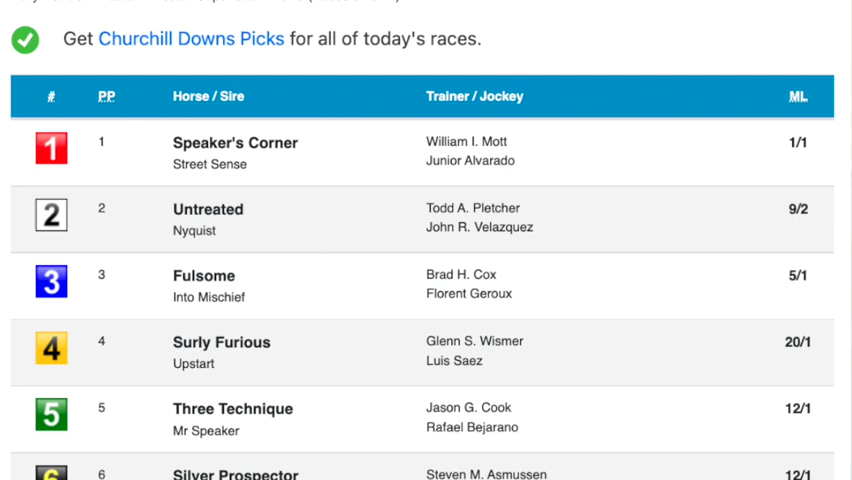 Get Churchill Downs Picks for all of today's races.
# PP Horse / Sire Trainer / Jockey ML
1 1 Speaker's Corner William I. Mott 1/1
Street Sense Junior Alvarado
2 2 Untreated Todd A. Pletcher 9/2
Nyquist John R. Velazquez
3 3 Fulsome Brad H. Cox 5/1
Into Mischief Florent Geroux
4 4 Surly Furious Glenn S. Wismer 20/1
Upstart Luis Saez
5 5 Three Technique Jason G. Cook 12/1
Mr Speaker Rafael Bejarano
6 6 Silver Prospector Steven M. Asmussen 12/1